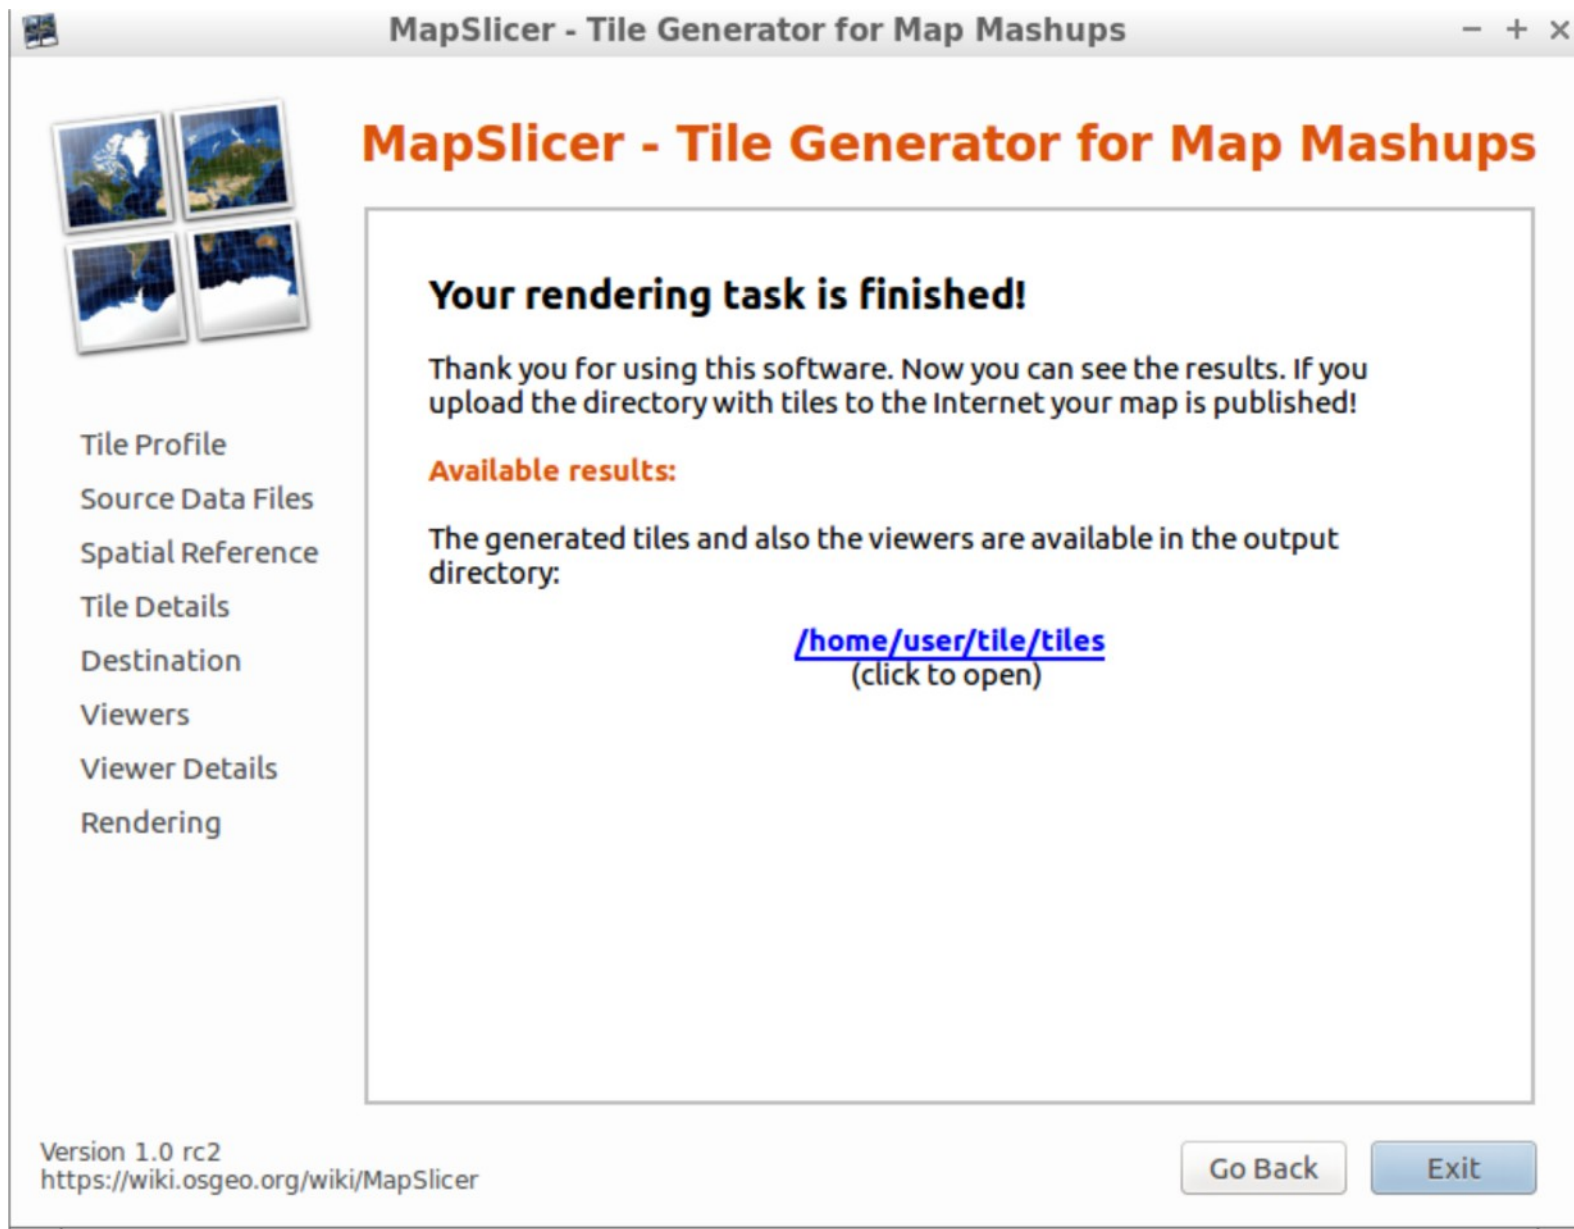 MapSlicer - Tile Generator for Map Mashups
MapSlicer - Tile Generator for Map Mashups
Tile Profile
Source Data Files
Spatial Reference
Tile Details
Destination
Viewers
Viewer Details
Rendering
Your rendering task is finished!
Thank you for using this software. Now you can see the results. If you
upload the directory with tiles to the Internet your map is published!
Available results:
The generated tiles and also the viewers are available in the output
directory:
/home/user/tile/tiles
(click to open)
Version 1.0 rc2
https://wiki.osgeo.org/wiki/MapSlicer
Go Back
Exit